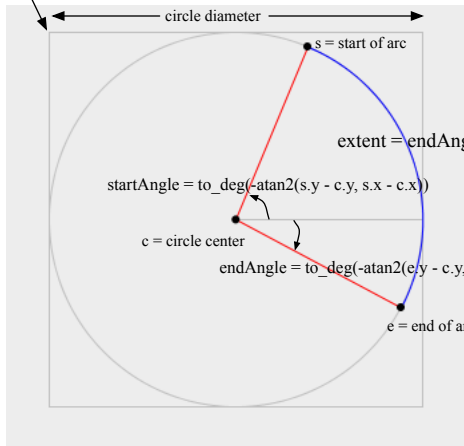 circle diameter
s = start of arc
extent = endAng
startAngle = to_deg(-atan2(s.y - c.y, s.x - c.x))
c = circle center
endAngle = to_deg(-atan2(e.y - c.y,
e = end of ar